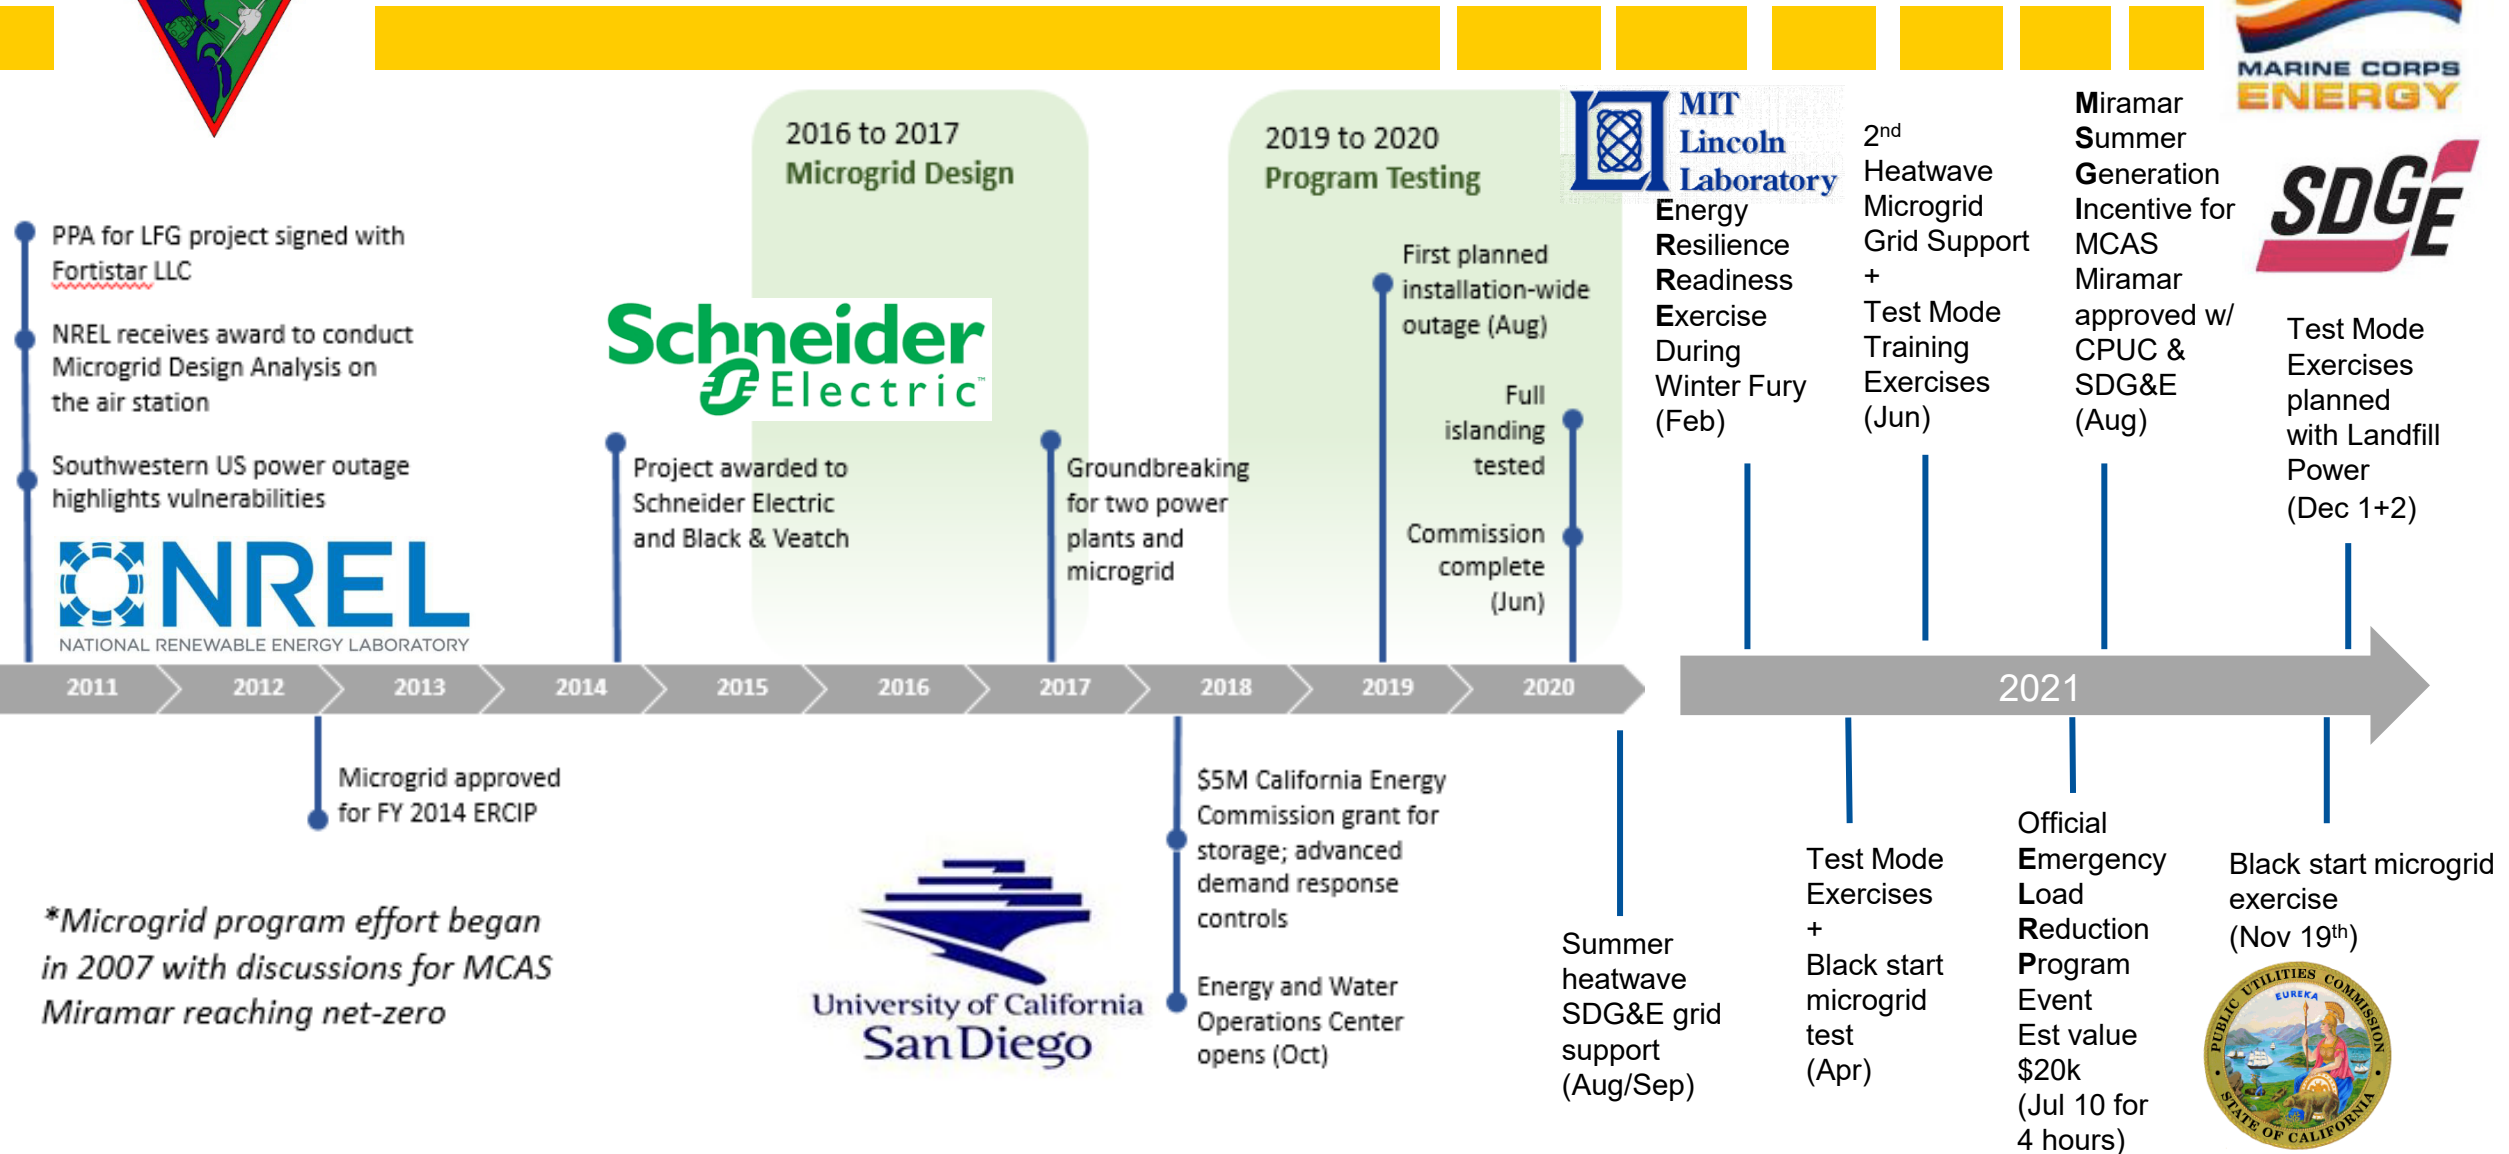 MARINE CORPS
ENERGY
2016 to 2017
Microgrid Design
2019 to 2020
Program Testing
MIT
Lincoln
Laboratory
SDGE
PPA for LFG project signed with
Fortistar LLC
NREL receives award to conduct
Microgrid Design Analysis on
the air station
Southwestern US power outage
highlights vulnerabilities
NREL
NATIONAL RENEWABLE ENERGY LABORATORY
Schneider
Electric™
Project awarded to
Schneider Electric
and Black & Veatch
Groundbreaking
for two power
plants and
microgrid
First planned
installation-wide
outage (Aug)
Full
islanding
tested
Commission
complete
(Jun)
Energy
Resilience
Readiness
Exercise
During
Winter Fury
(Feb)
2nd
Heatwave
Microgrid
Grid Support
+
Test Mode
Training
Exercises
(Jun)
Miramar
Summer
Generation
Incentive for
MCAS
Miramar
approved w/
CPUC &
SDG&E
(Aug)
Test Mode
Exercises
planned
with Landfill
Power
(Dec 1+2)
2011
2012
2013
2014
2015
2016
2017
2018
2019
2020
2021
Microgrid approved
for FY 2014 ERCIP
*Microgrid program effort began
in 2007 with discussions for MCAS
Miramar reaching net-zero
University of California
San Diego
$5M California Energy
Commission grant for
storage; advanced
demand response
controls
Energy and Water
Operations Center
opens (Oct)
Summer
heatwave
SDG&E grid
support
(Aug/Sep)
Test Mode
Exercises
+
Black start
microgrid
test
(Apr)
Official
Emergency
Load
Reduction
Program
Event
Est value
$20k
(Jul 10 for
4 hours)
Black start microgrid
exercise
(Nov 19th)
PUBLIC UTILITIES COMMISSION
EUREKA
STATE OF CALIFORNIA